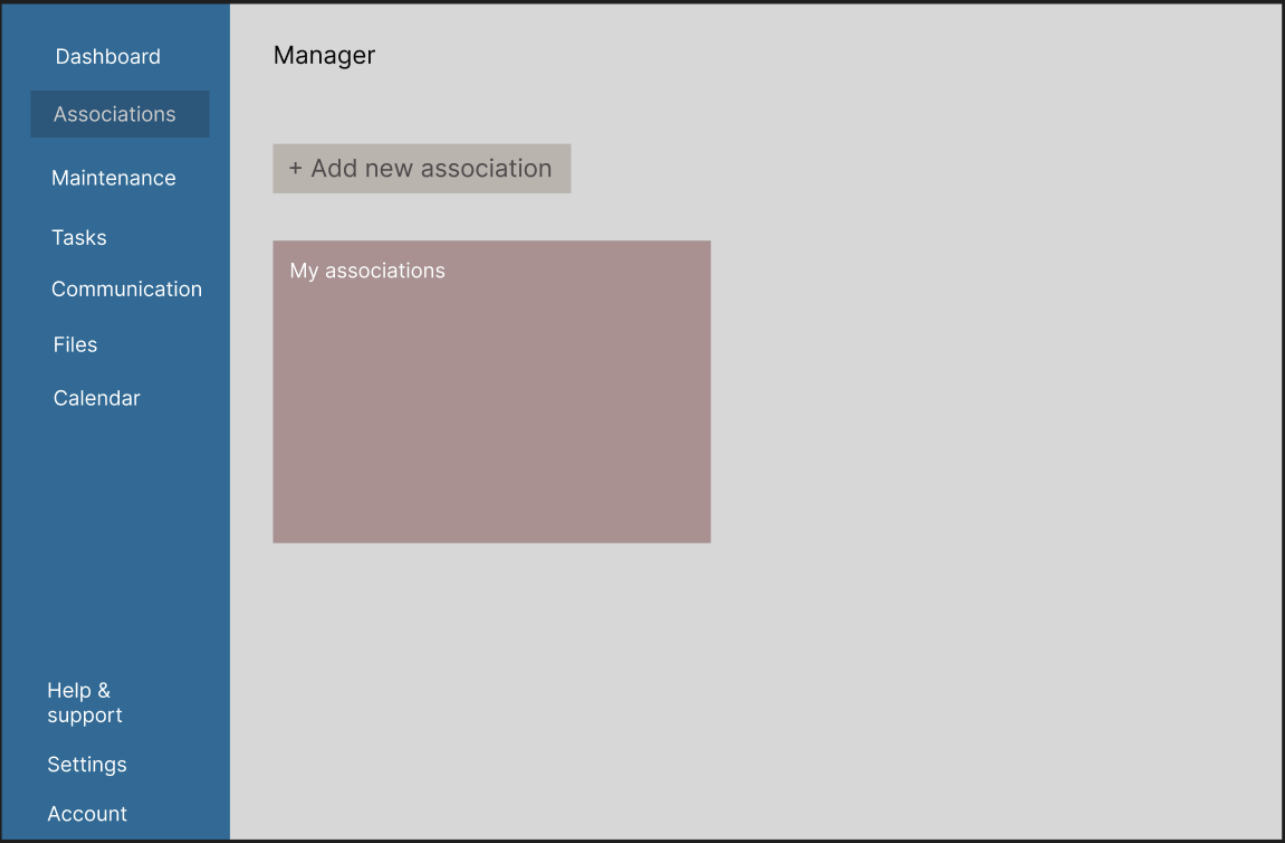 Dashboard
Associations
Maintenance
Tasks
Communication
Files
Calendar
Help &
support
Settings
Account
Manager
+ Add new association
My associations